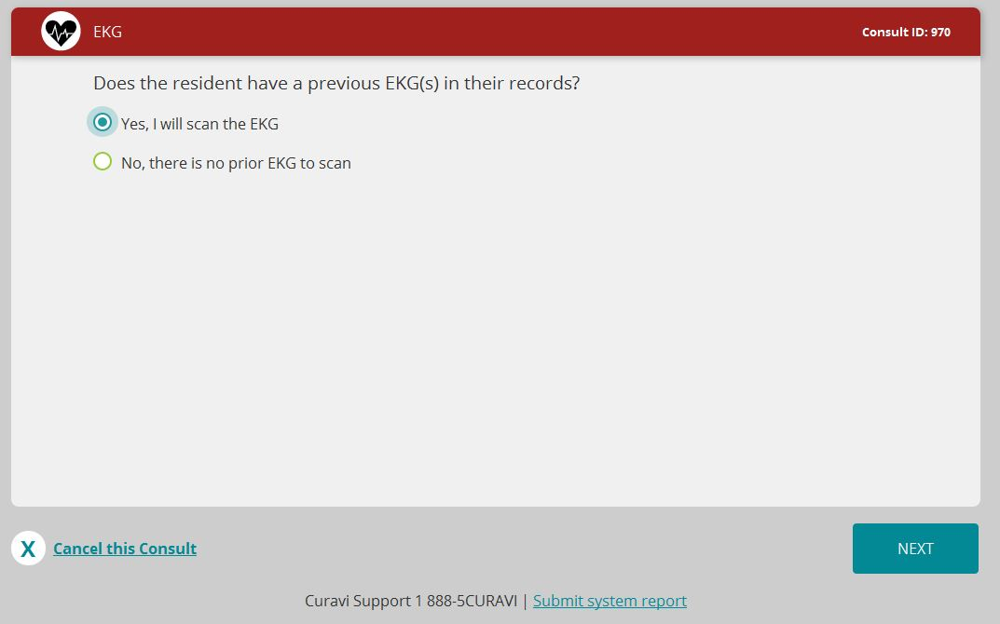 EKG
Consult ID: 970
Does the resident have a previous EKG(s) in their records?
Yes, I will scan the EKG
No, there is no prior EKG to scan
X Cancel this Consult
NEXT
Curavi Support 1 888-5CURAVI | Submit system report